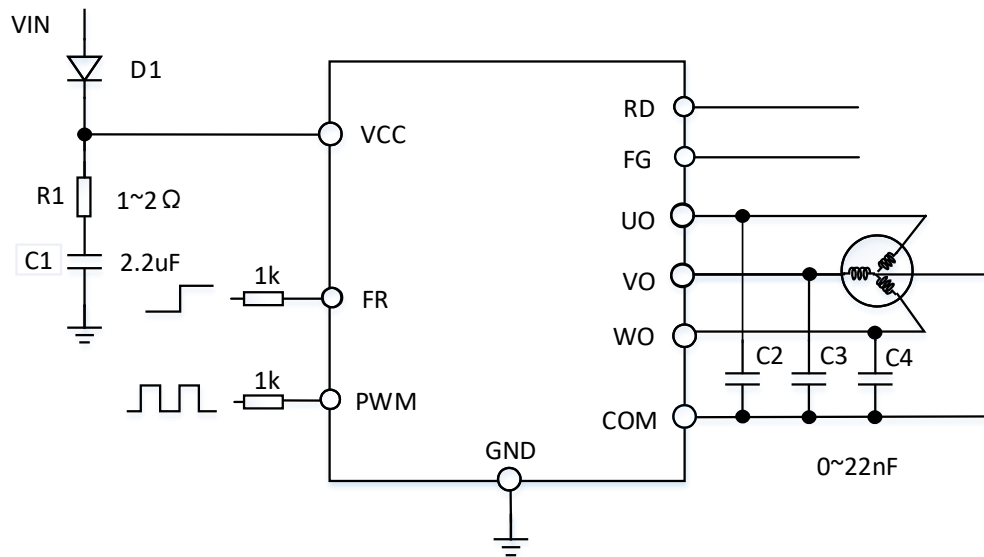 VIN
D1
VCC
R1
1~2 Ω
C1
2.2uF
1k
FR
1k
PWM
GND
RD
FG
UO
VO
WO
COM
C2
C3
C4
0~22nF